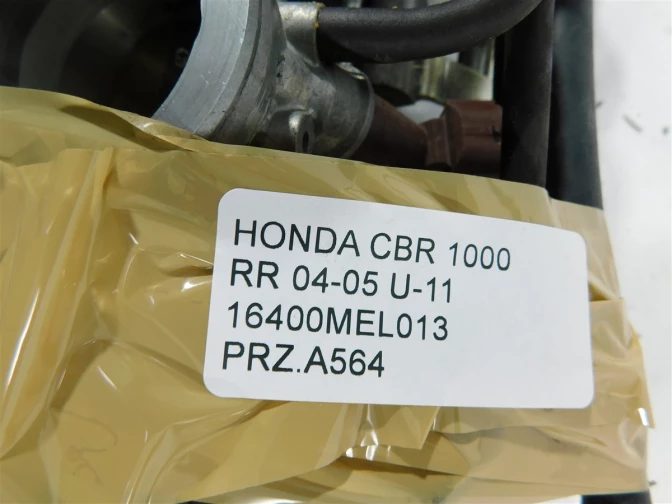 HONDA CBR 1000
RR 04-05 U-11
16400MEL013
PRZ.A564